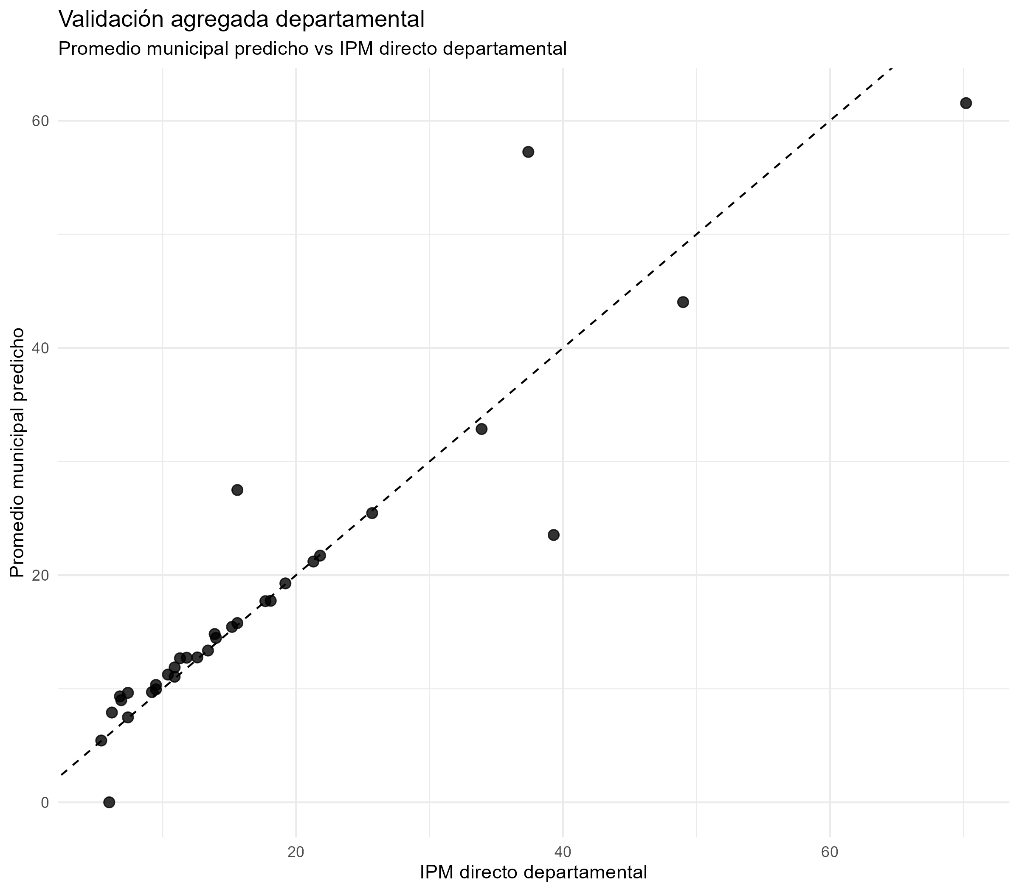 Validación agregada departamental
Promedio municipal predicho vs IPM directo departamental
Promedio municipal predicho
60
40
20
0
20
40
60
IPM directo departamental